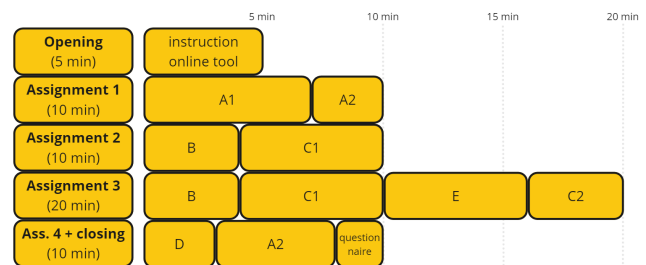 5 min 10 min 15 min 20 min
Opening
(5 min)
instruction
online tool
Assignment 1
(10 min)
A1 A2
Assignment 2
(10 min)
B C1
Assignment 3
(20 min)
B C1 E C2
Ass. 4 + closing
(10 min)
D A2
question
naire